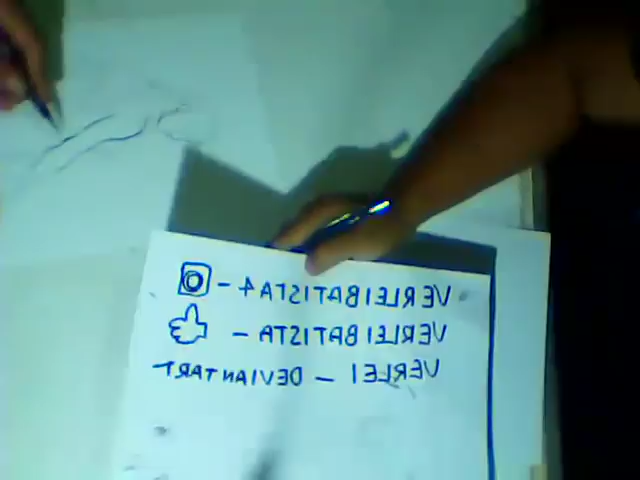 VERLEIBATISTA4 -
VERLEIBATISTA -
VERLEI - DEVIANTART